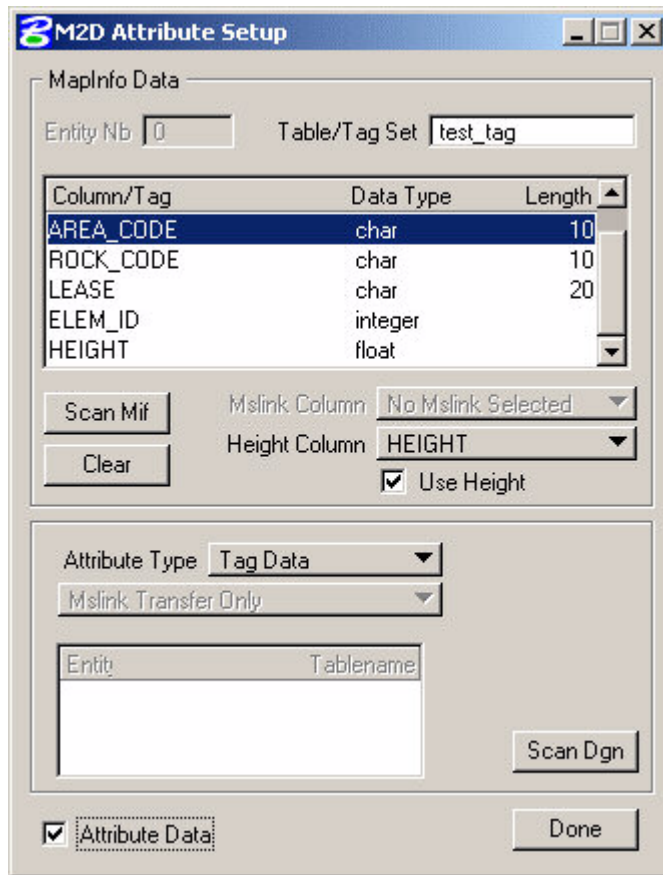 M2D Attribute Setup
MapInfo Data
Entity Nb 0 Table/Tag Set test_tag
Column/Tag Data Type Length
AREA_CODE char 10
ROCK_CODE char 10
LEASE char 20
ELEM_ID integer
HEIGHT float
Scan Mif Mslink Column No Mslink Selected
Clear Height Column HEIGHT
Use Height
Attribute Type Tag Data
Mslink Transfer Only
Entity Tablename
Scan Dgn
Attribute Data Done